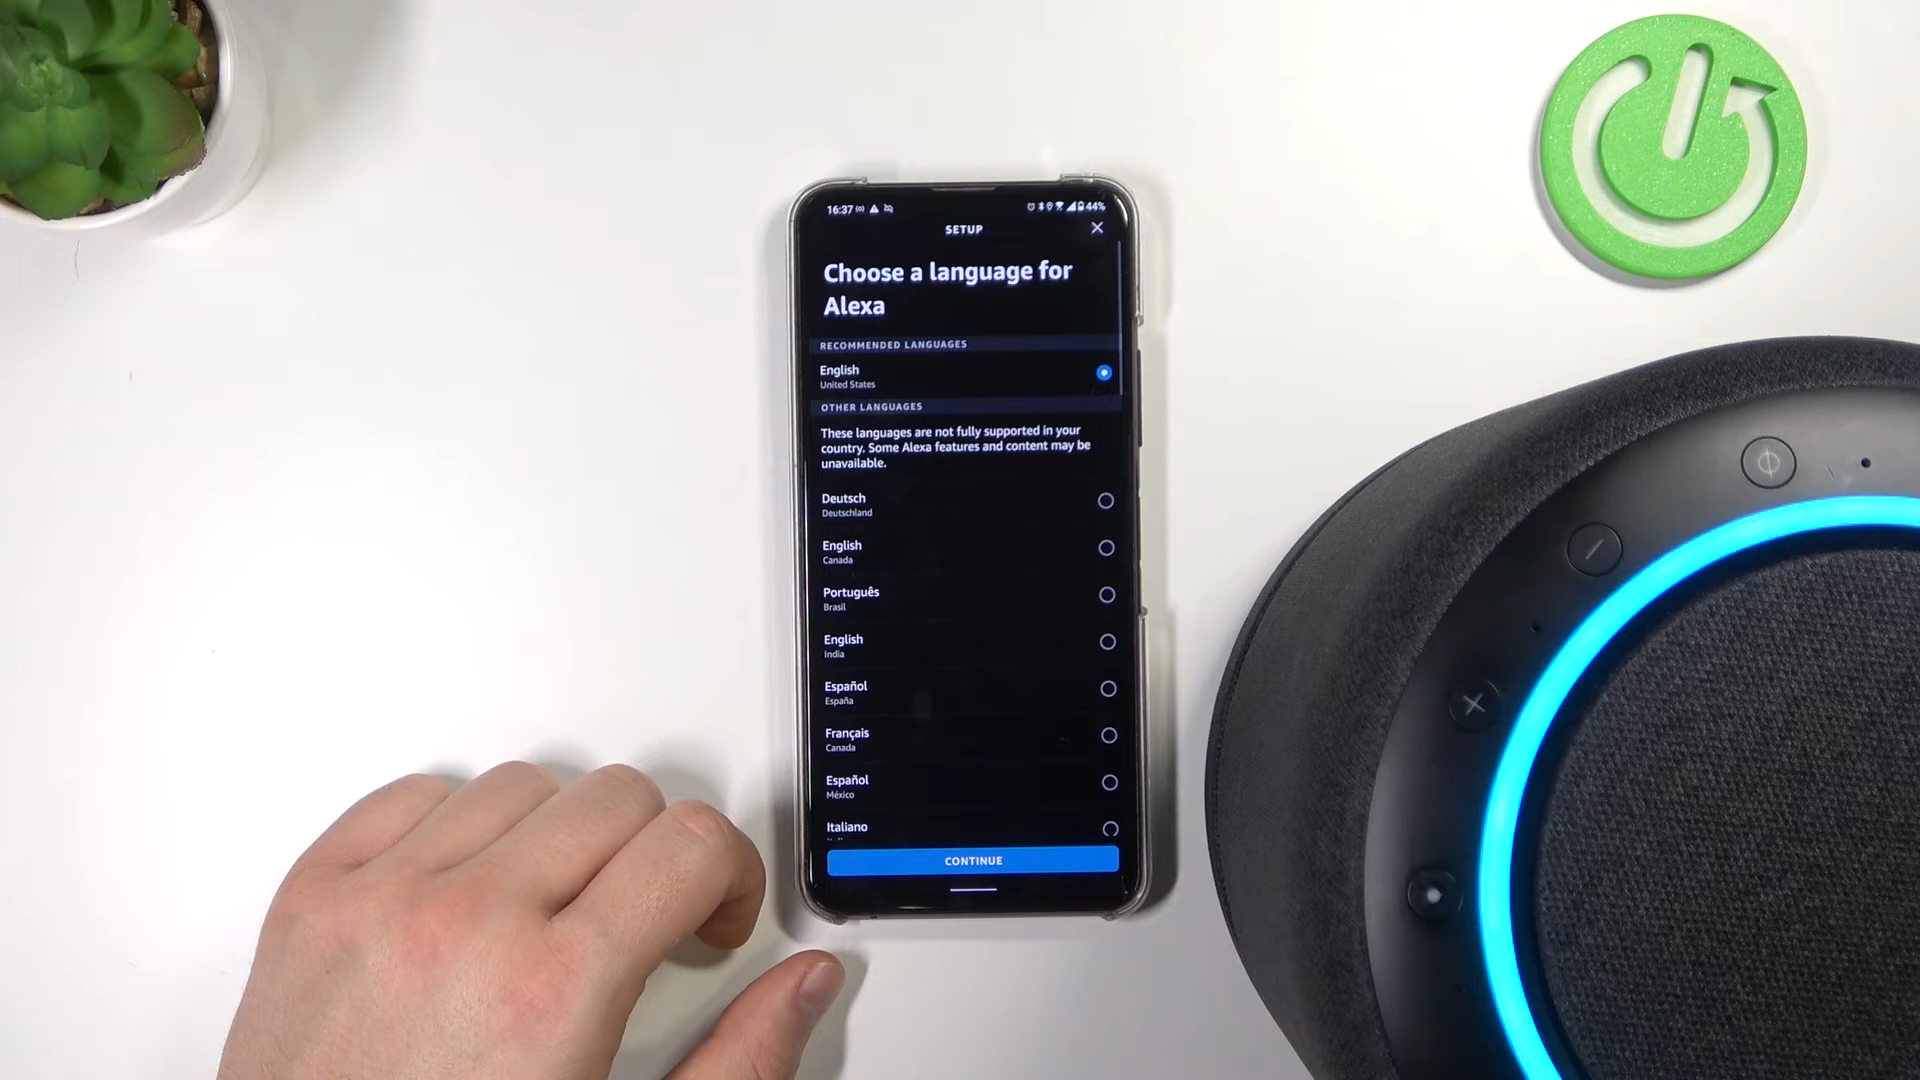 16:37
44%
SETUP
Choose a language for
Alexa
RECOMMENDED LANGUAGES
English
United States
OTHER LANGUAGES
These languages are not fully supported in your
country. Some Alexa features and content may be
unavailable.
Deutsch
Deutschland
English
Canada
Português
Brasil
English
India
Español
España
Français
Canada
Español
México
Italiano
CONTINUE